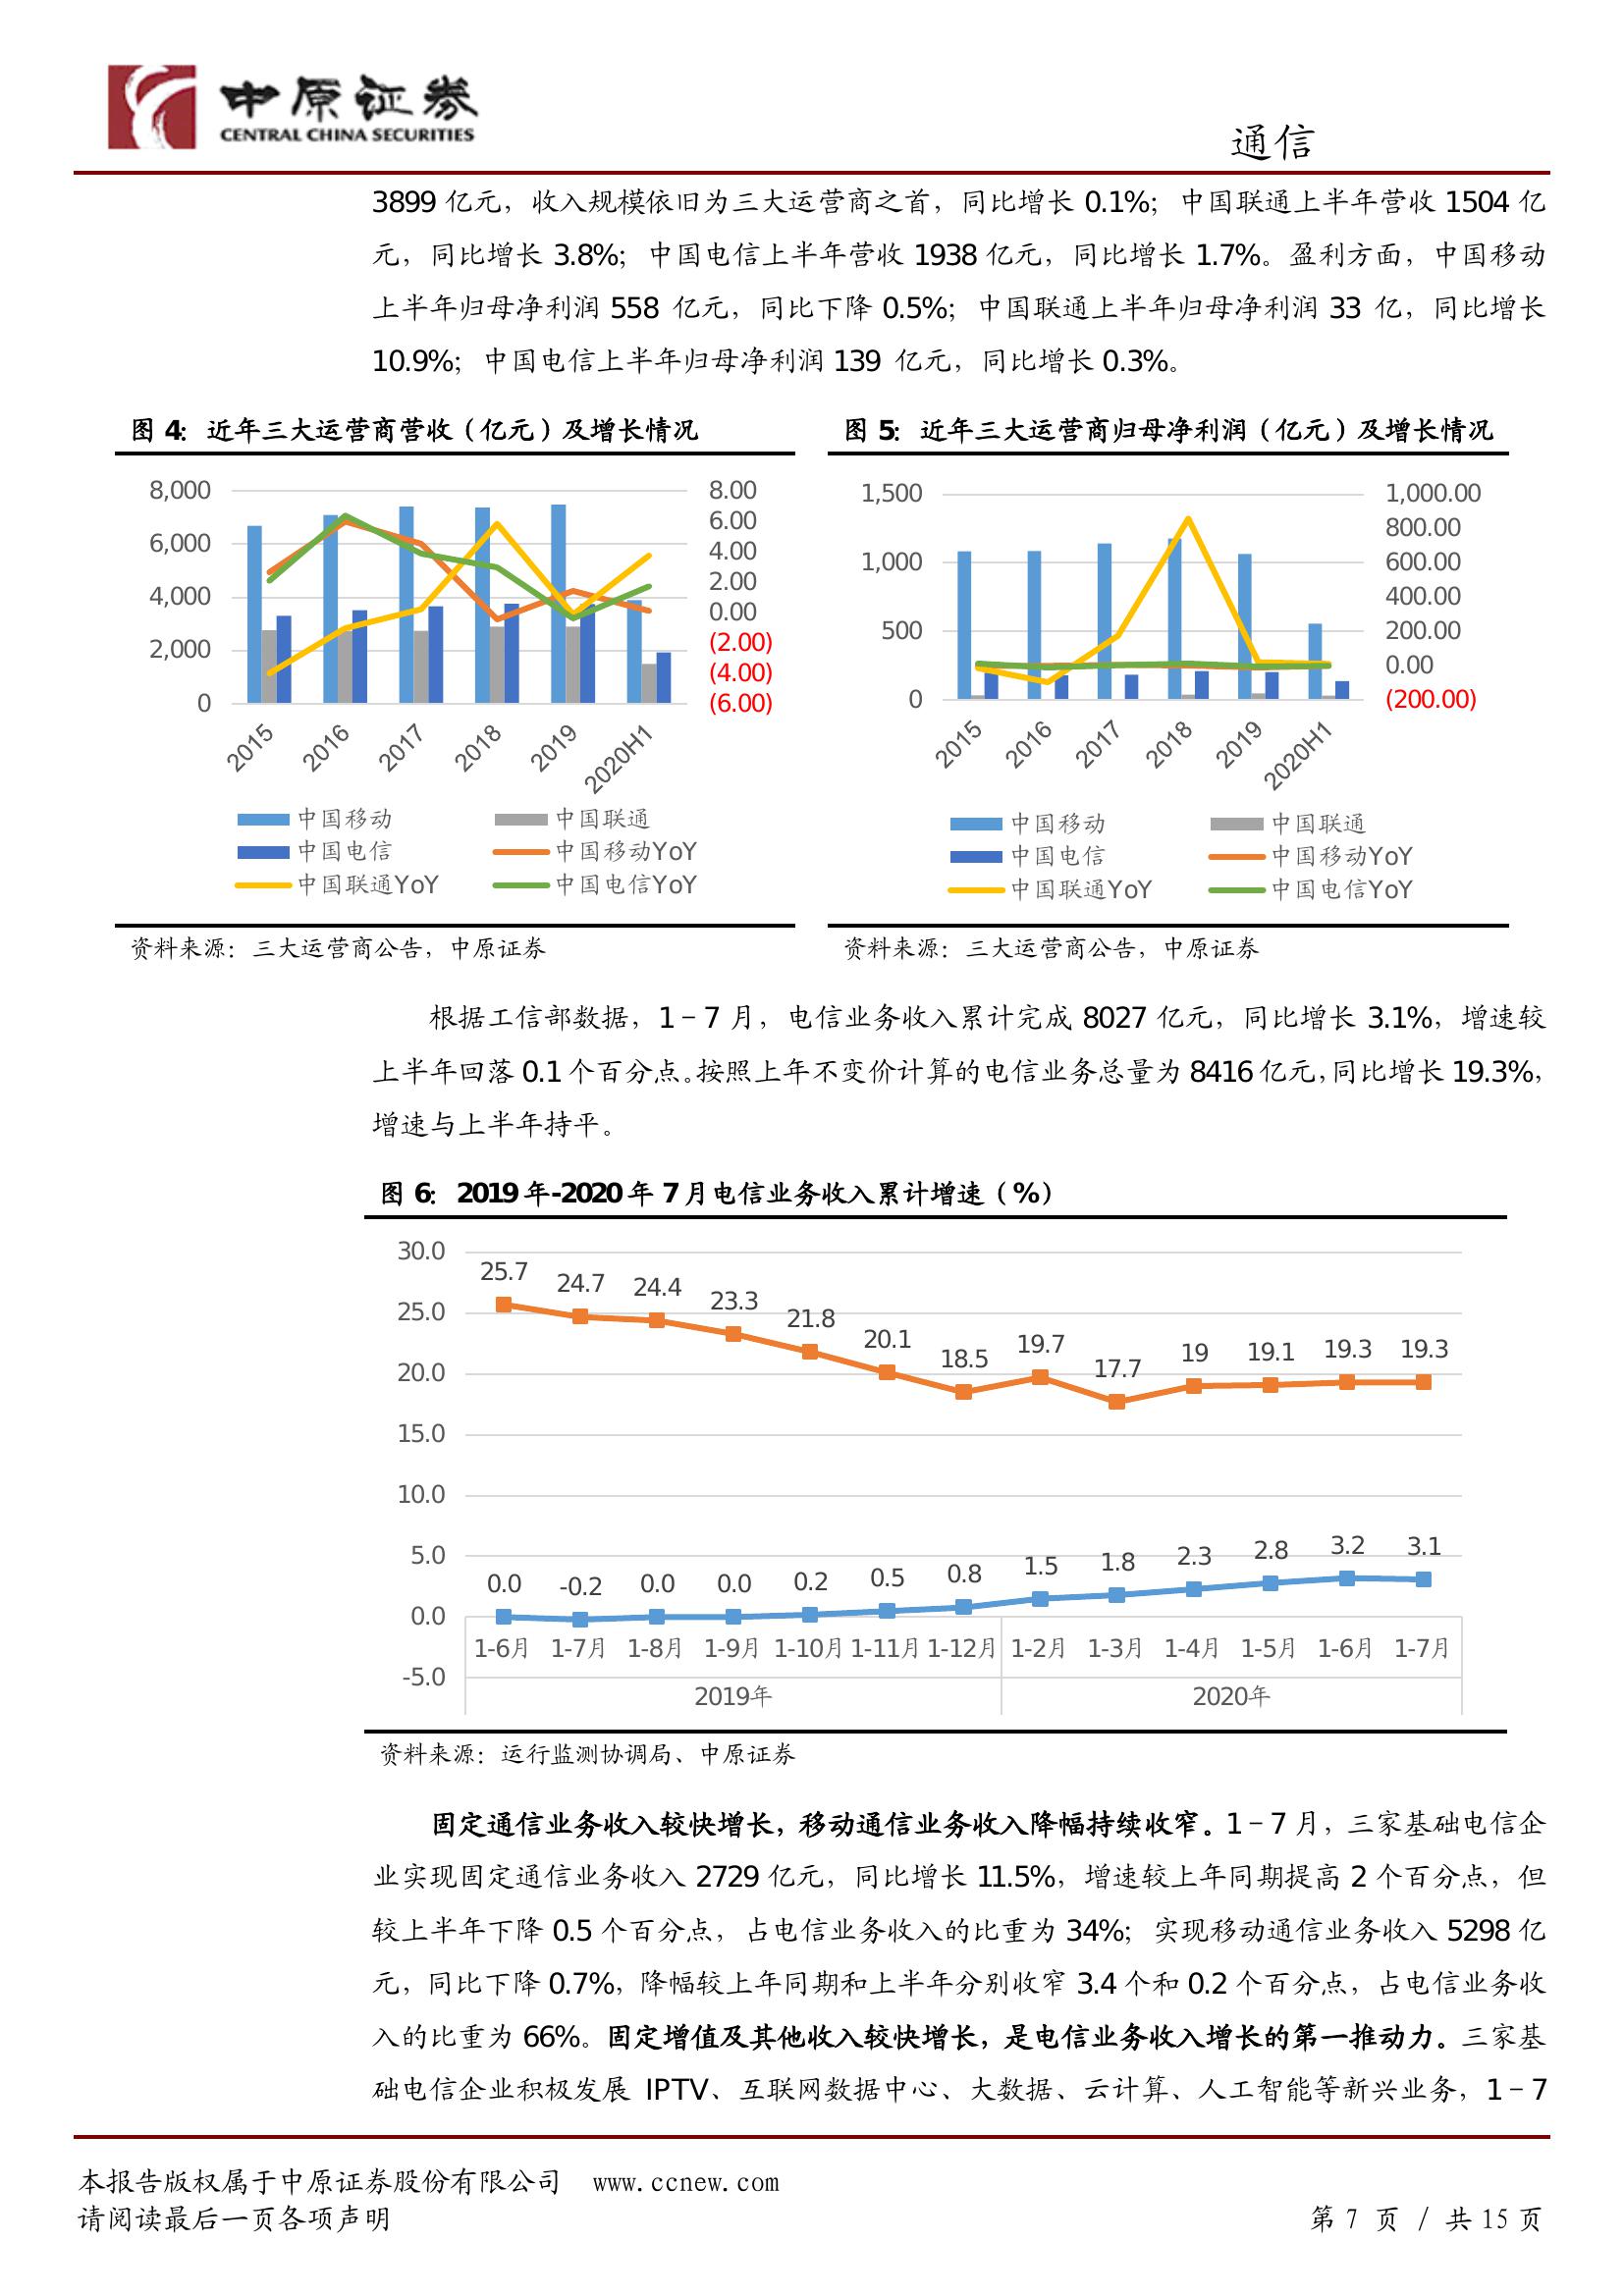 中原证券
CENTRAL CHINA SECURITIES
通信
3899 亿元，收入规模依旧为三大运营商之首，同比增长 0.1%；中国联通上半年营收 1504 亿
元，同比增长 3.8%；中国电信上半年营收 1938 亿元，同比增长 1.7%。盈利方面，中国移动
上半年归母净利润 558 亿元，同比下降 0.5%；中国联通上半年归母净利润 33 亿，同比增长
10.9%；中国电信上半年归母净利润 139 亿元，同比增长 0.3%。
图 4：近年三大运营商营收（亿元）及增长情况
8,000
6,000
4,000
2,000
0
8.00
6.00
4.00
2.00
0.00
(2.00)
(4.00)
(6.00)
2015 2016 2017 2018 2019 2020H1
中国移动 中国联通
中国电信 中国移动YoY
中国联通YoY 中国电信YoY
资料来源：三大运营商公告，中原证券
图 5：近年三大运营商归母净利润（亿元）及增长情况
1,500
1,000
500
0
1,000.00
800.00
600.00
400.00
200.00
0.00
(200.00)
2015 2016 2017 2018 2019 2020H1
中国移动 中国联通
中国电信 中国移动YoY
中国联通YoY 中国电信YoY
资料来源：三大运营商公告，中原证券
根据工信部数据，1－7 月，电信业务收入累计完成 8027 亿元，同比增长 3.1%，增速较
上半年回落 0.1 个百分点。按照上年不变价计算的电信业务总量为 8416 亿元，同比增长 19.3%，
增速与上半年持平。
图 6：2019 年-2020 年 7 月电信业务收入累计增速（%）
30.0
25.0
20.0
15.0
10.0
5.0
0.0
-5.0
25.7 24.7 24.4 23.3 21.8 20.1 18.5 19.7 17.7 19 19.1 19.3 19.3
0.0 -0.2 0.0 0.0 0.2 0.5 0.8 1.5 1.8 2.3 2.8 3.2 3.1
1-6月 1-7月 1-8月 1-9月 1-10月 1-11月 1-12月 1-2月 1-3月 1-4月 1-5月 1-6月 1-7月
2019年 2020年
资料来源：运行监测协调局、中原证券
固定通信业务收入较快增长，移动通信业务收入降幅持续收窄。1－7 月，三家基础电信企
业实现固定通信业务收入 2729 亿元，同比增长 11.5%，增速较上年同期提高 2 个百分点，但
较上半年下降 0.5 个百分点，占电信业务收入的比重为 34%；实现移动通信业务收入 5298 亿
元，同比下降 0.7%，降幅较上年同期和上半年分别收窄 3.4 个和 0.2 个百分点，占电信业务收
入的比重为 66%。固定增值及其他收入较快增长，是电信业务收入增长的第一推动力。三家基
础电信企业积极发展 IPTV、互联网数据中心、大数据、云计算、人工智能等新兴业务，1－7
本报告版权属于中原证券股份有限公司 www.ccnew.com
请阅读最后一页各项声明
第 7 页 / 共 15 页